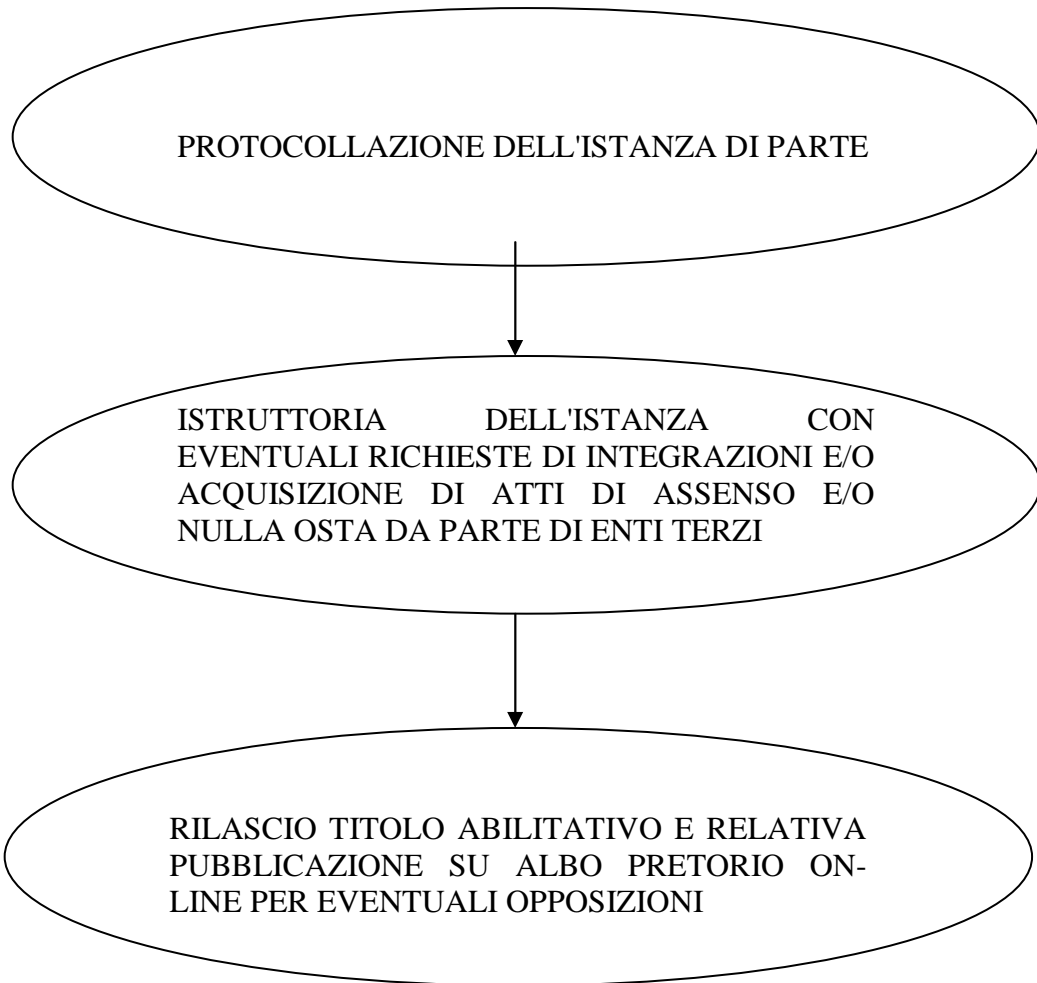 PROTOCOLLAZIONE DELL'ISTANZA DI PARTE
ISTRUTTORIA DELL'ISTANZA CON
EVENTUALI RICHIESTE DI INTEGRAZIONI E/O
ACQUISIZIONE DI ATTI DI ASSENSO E/O
NULLA OSTA DA PARTE DI ENTI TERZI
RILASCIO TITOLO ABILITATIVO E RELATIVA
PUBBLICAZIONE SU ALBO PRETORIO ON-
LINE PER EVENTUALI OPPOSIZIONI